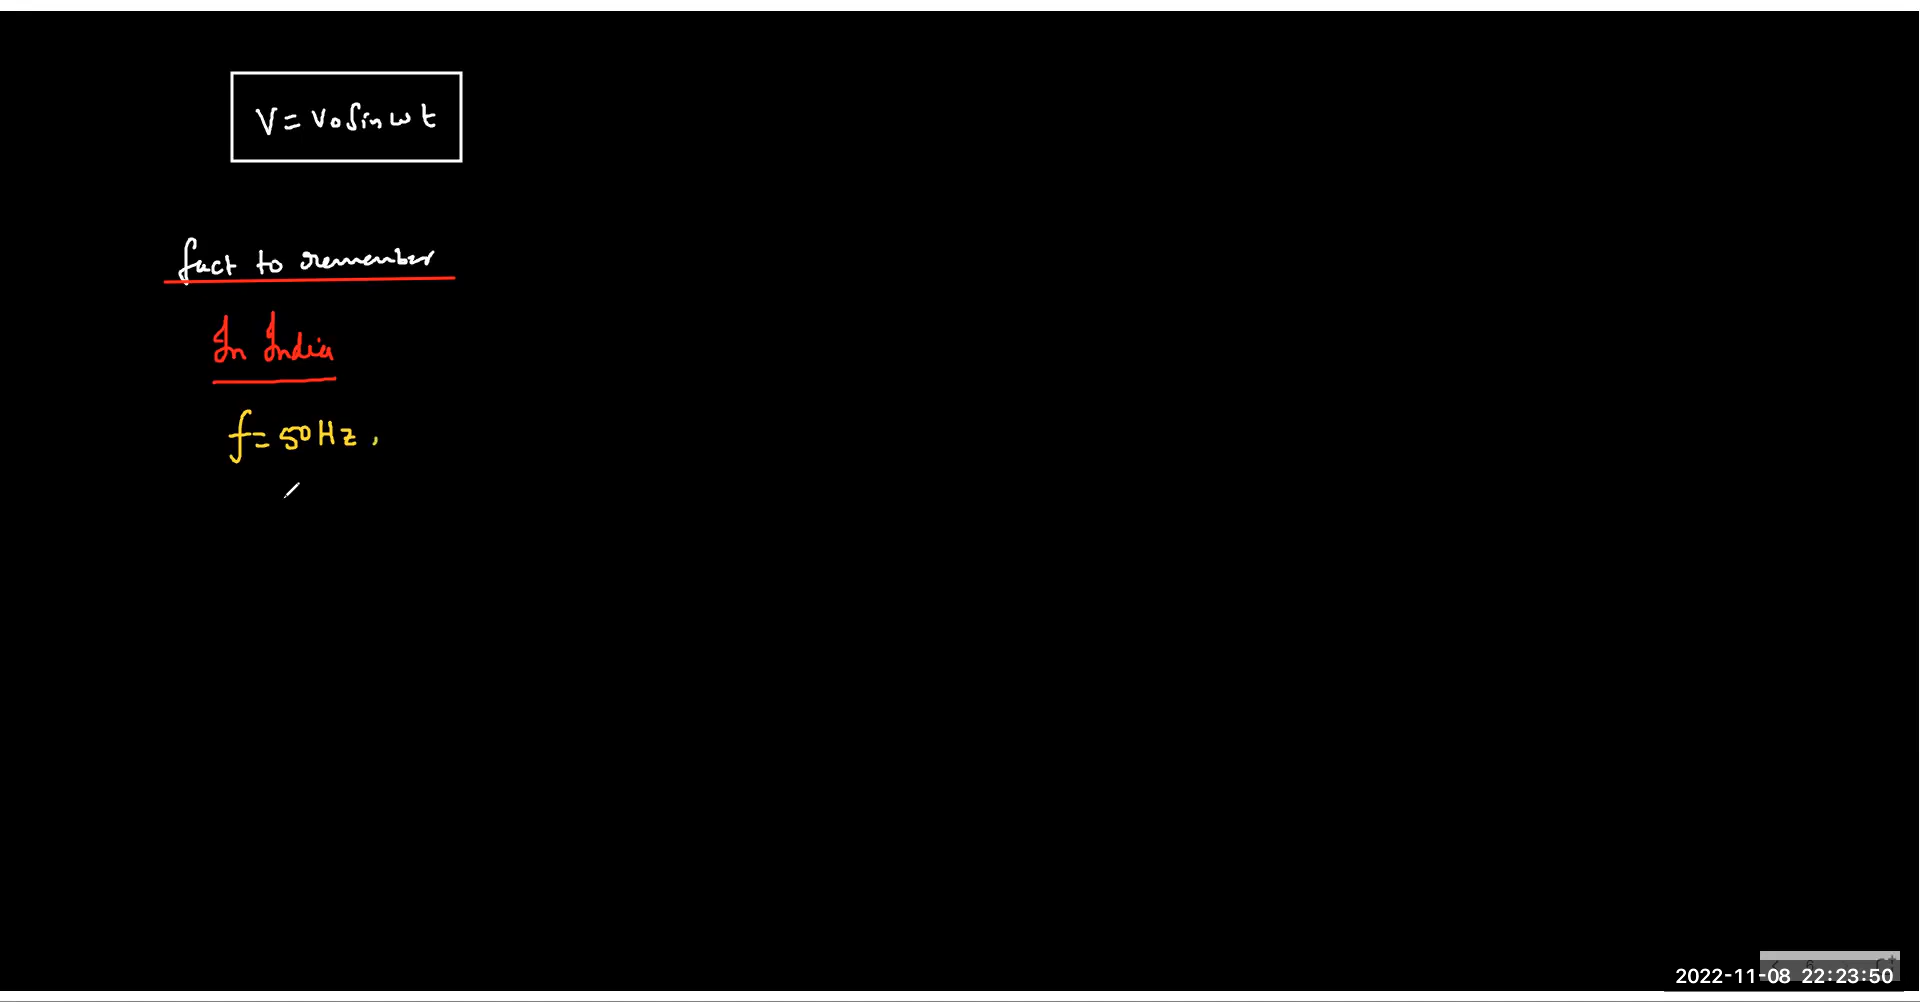 V = V₀ Sin ω t
fact to remember
In India
f = 50 Hz,
2022-11-08 22:23:50